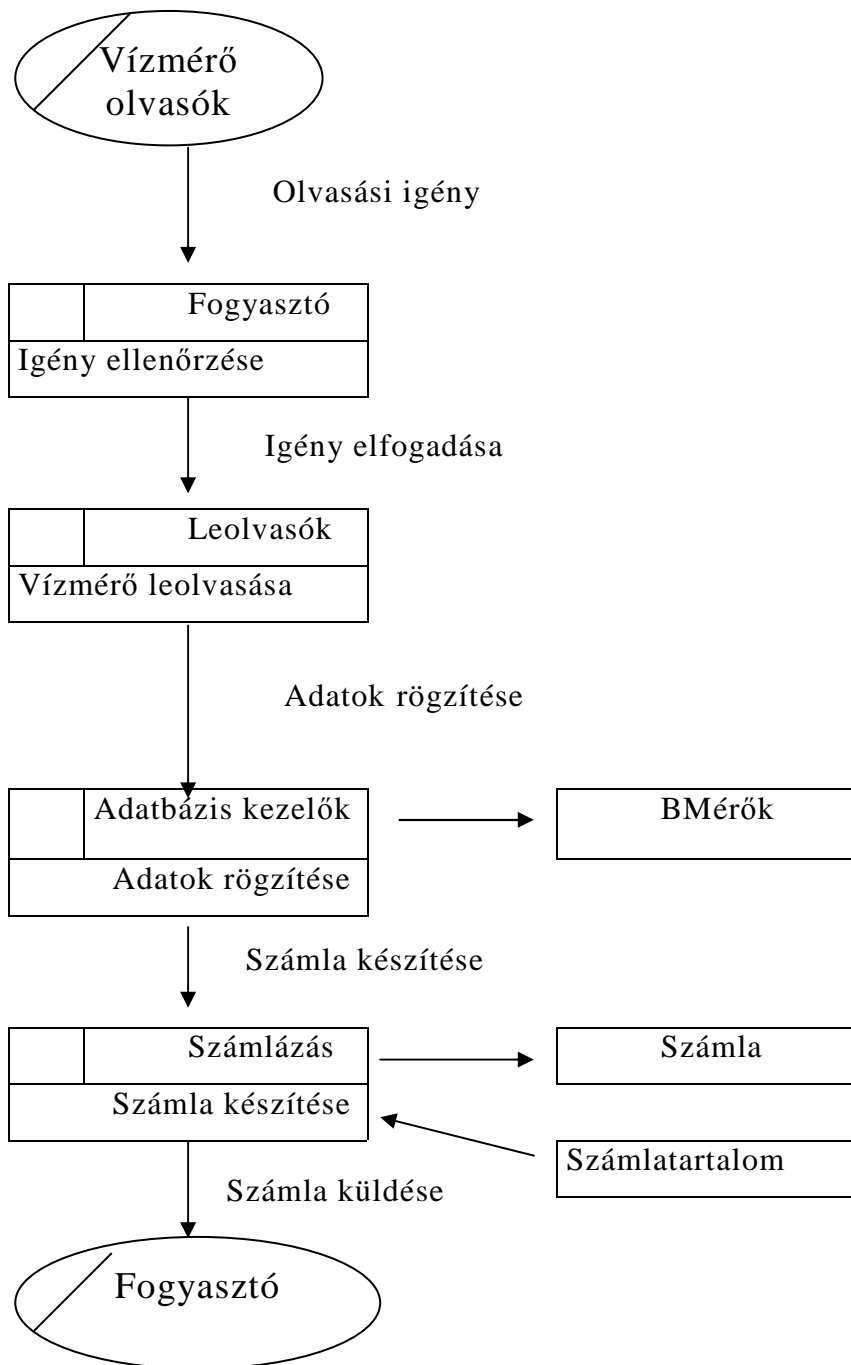 Vízmérő
olvasók
Olvasási igény
Fogyasztó
Igény ellenőrzése
Igény elfogadása
Leolvasók
Vízmérő leolvasása
Adatok rögzítése
Adatbázis kezelők
BMérők
Adatok rögzítése
Számla készítése
Számlázás
Számla
Számla készítése
Számlatartalom
Számla küldése
Fogyasztó